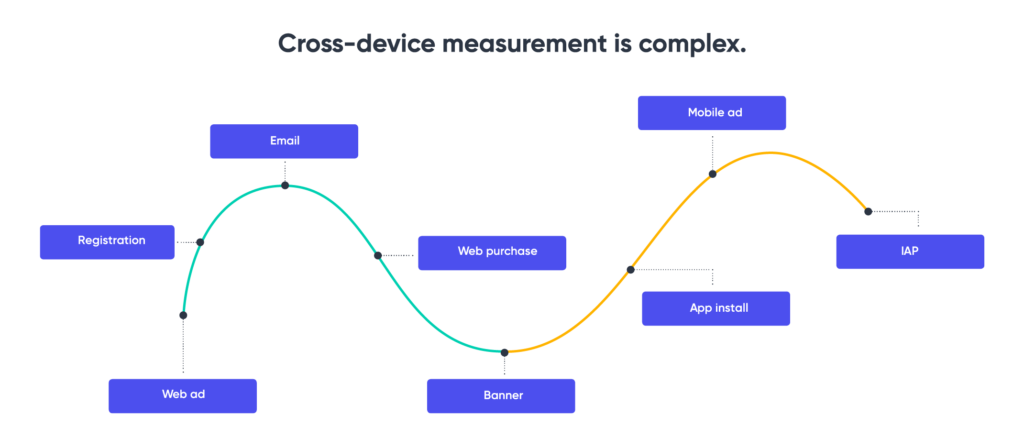 Cross-device measurement is complex.
Mobile ad
Email
Registration
Web purchase
IAP
App install
Web ad
Banner